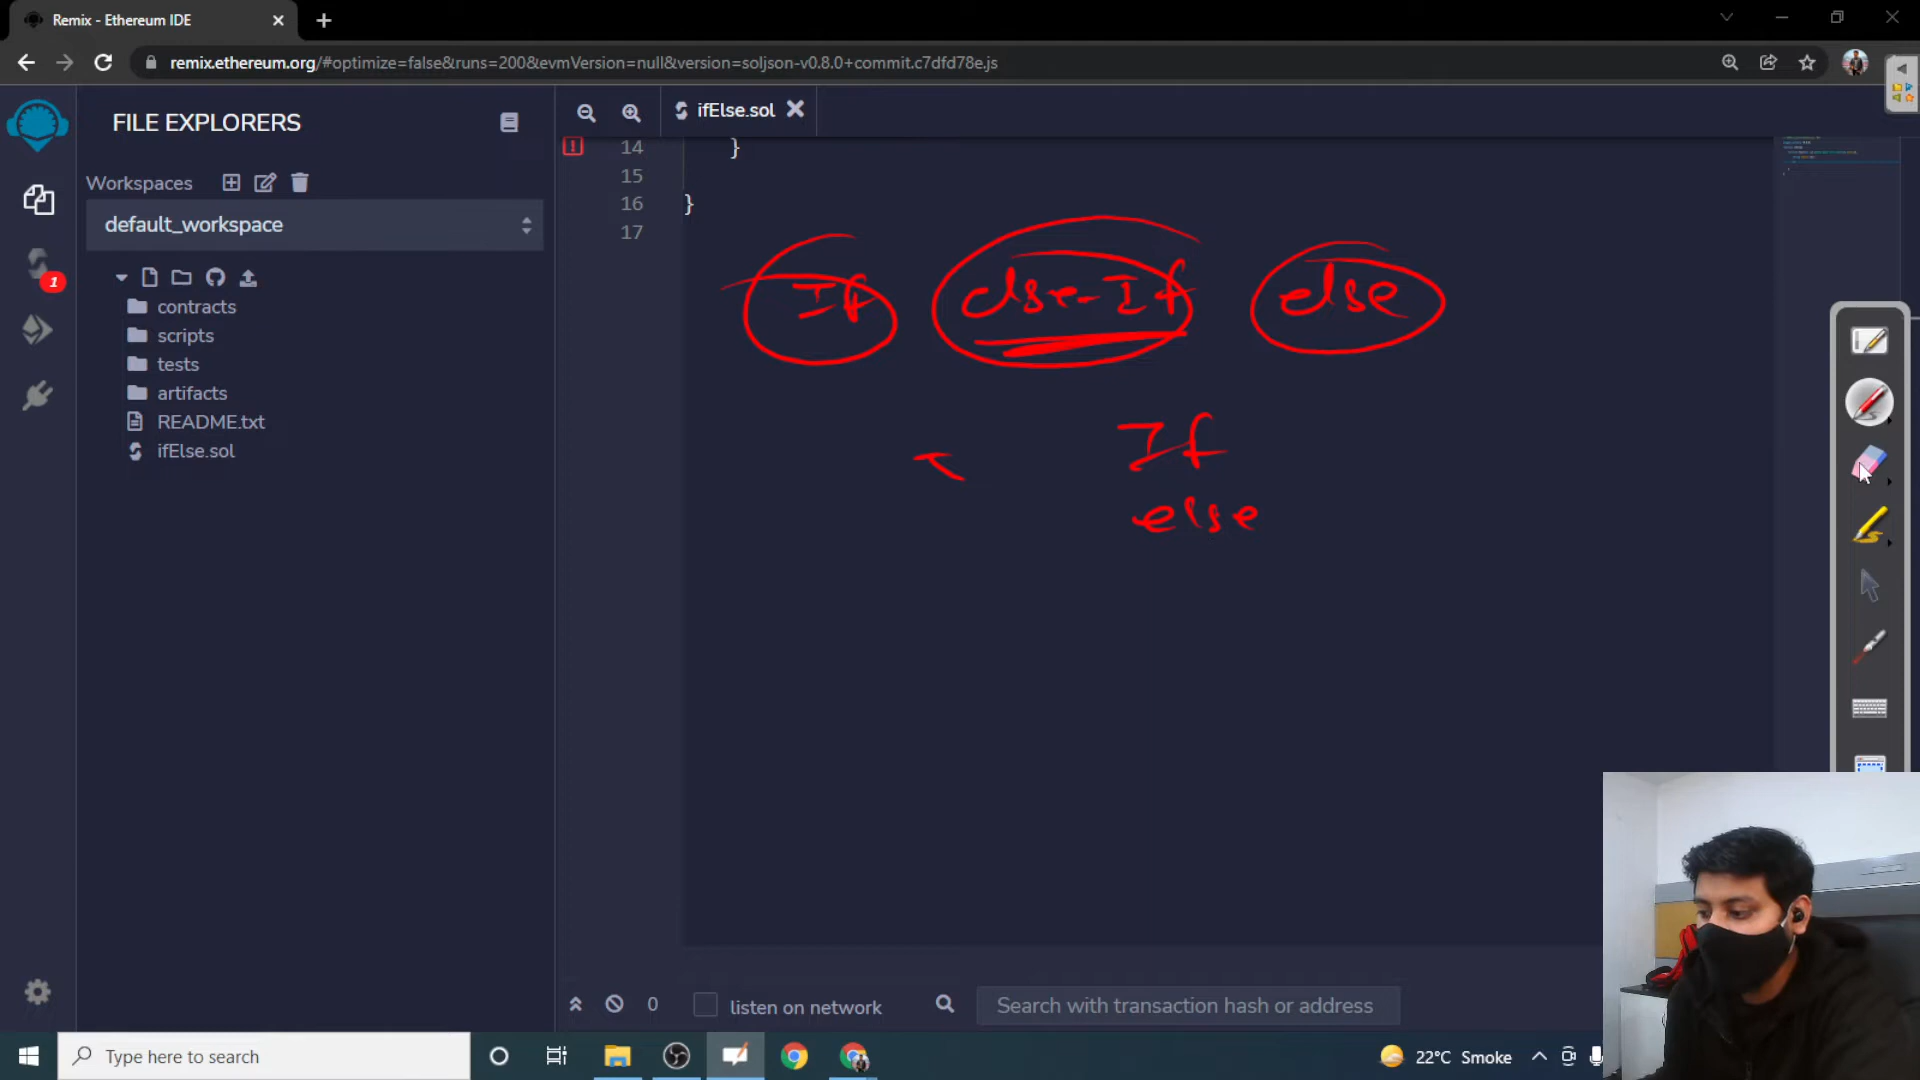 Remix - Ethereum IDE
remix.ethereum.org/#optimize=false&runs=200&evmVersion=null&version=soljson-v0.8.0+commit.c7dfd78e.js
FILE EXPLORERS
ifElse.sol
Workspaces
default_workspace
1
contracts
scripts
tests
artifacts
README.txt
ifElse.sol
14 }
15
16 }
17
If else-If else
If
else
0 listen on network Search with transaction hash or address
Type here to search
22°C Smoke